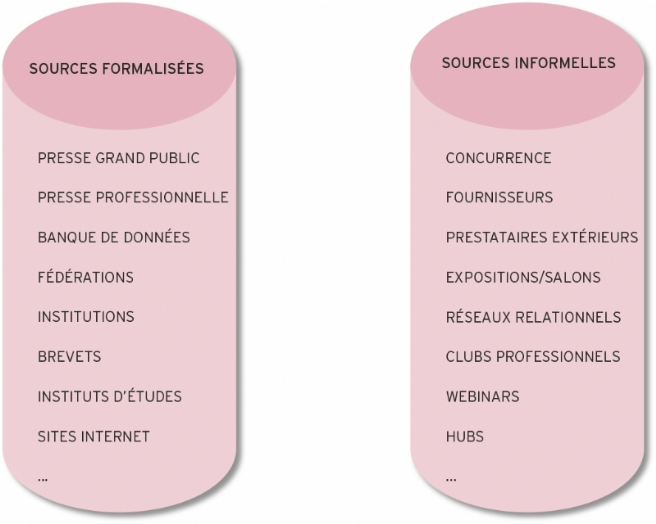 SOURCES FORMALISÉES
PRESSE GRAND PUBLIC
PRESSE PROFESSIONNELLE
BANQUE DE DONNÉES
FÉDÉRATIONS
INSTITUTIONS
BREVETS
INSTITUTS D'ÉTUDES
SITES INTERNET
...
SOURCES INFORMELLES
CONCURRENCE
FOURNISSEURS
PRESTATAIRES EXTÉRIEURS
EXPOSITIONS/SALONS
RÉSEAUX RELATIONNELS
CLUBS PROFESSIONNELS
WEBINARS
HUBS
...